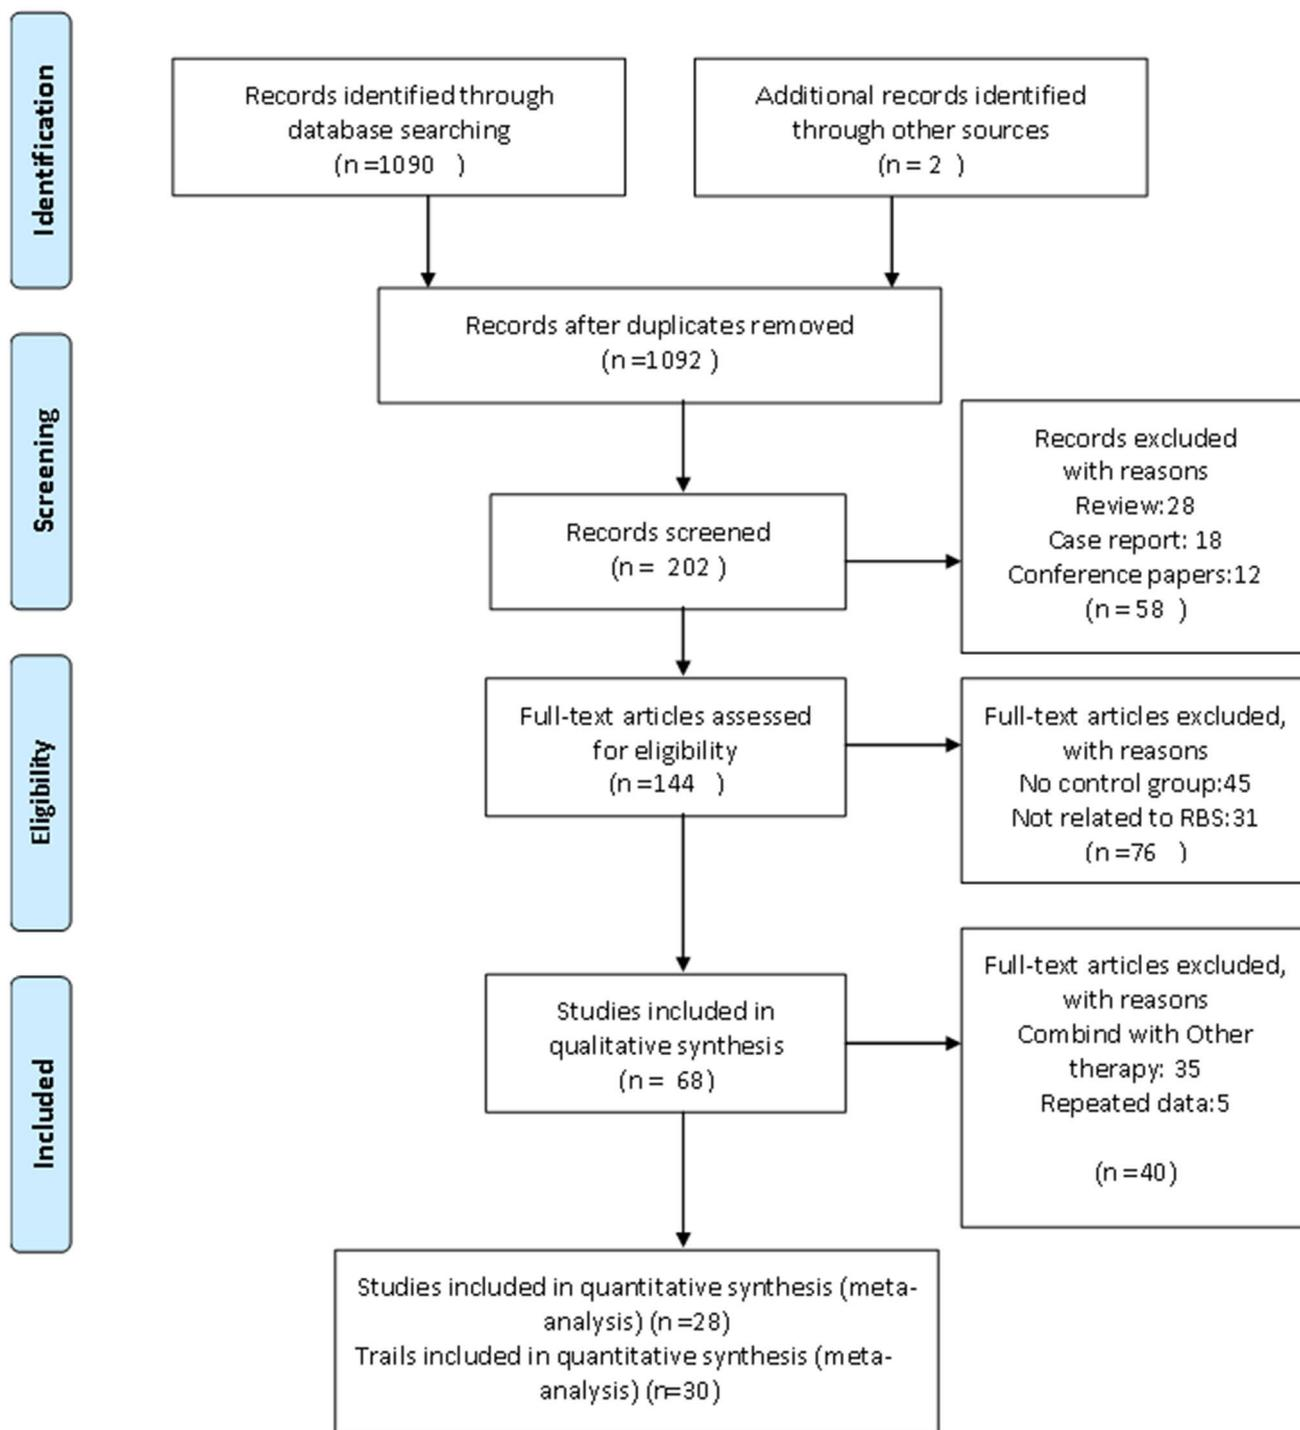 Identification
Records identified through
database searching
(n =1090 )
Additional records identified
through other sources
(n = 2 )
Records after duplicates removed
(n =1092 )
Screening
Records screened
(n = 202 )
Records excluded
with reasons
Review:28
Case report: 18
Conference papers:12
(n = 58 )
Eligibility
Full-text articles assessed
for eligibility
(n =144 )
Full-text articles excluded,
with reasons
No control group:45
Not related to RBS:31
(n =76 )
Included
Studies included in
qualitative synthesis
(n = 68)
Full-text articles excluded,
with reasons
Combind with Other
therapy: 35
Repeated data:5
(n =40)
Studies included in quantitative synthesis (meta-
analysis) (n =28)
Trails included in quantitative synthesis (meta-
analysis) (n=30)